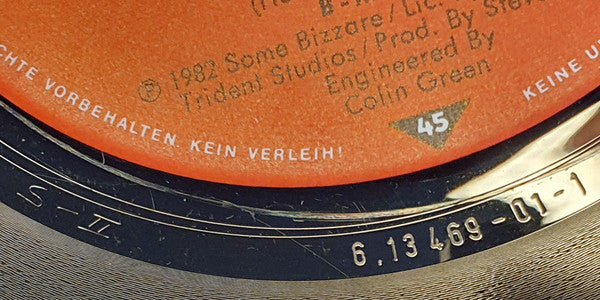 ℗ 1982 Some Bizzare/Lic.
Trident Studios/Prod. By
Engineered By
Colin Green
45
VORBEHALTEN. KEIN VERLEIH!
KEINE
S-II
6.13469-01-1